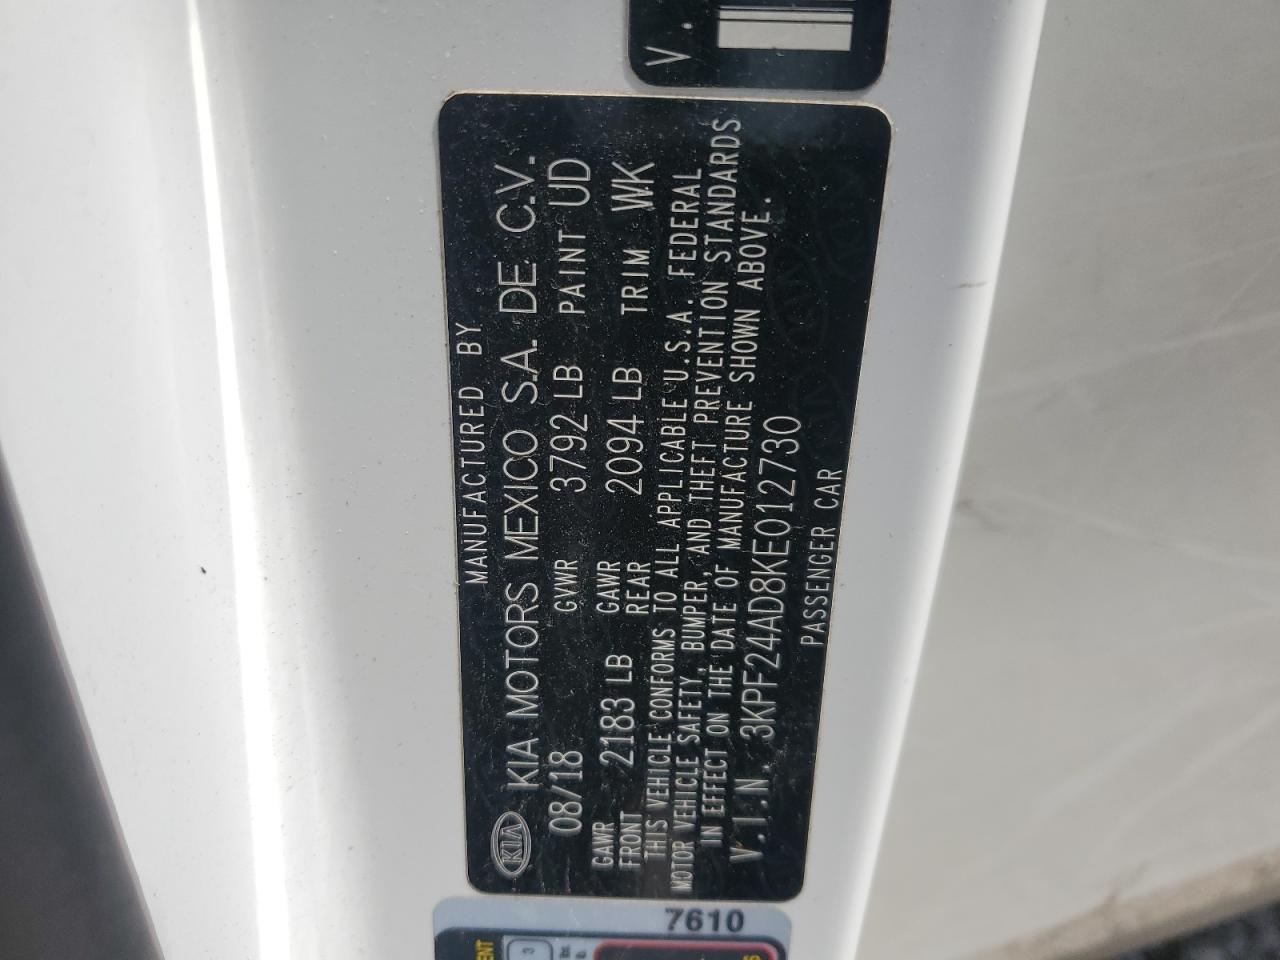 V.
MANUFACTURED BY
KIA KIA MOTORS MEXICO S.A. DE. C.V.
08/18 GVWR 3792 LB PAINT UD
GAWR FRONT 2183 LB GAWR REAR 2094 LB TRIM WK
THIS VEHICLE CONFORMS TO ALL APPLICABLE U.S.A. FEDERAL
MOTOR VEHICLE SAFETY, BUMPER, AND THEFT PREVENTION STANDARDS
IN EFFECT ON THE DATE OF MANUFACTURE SHOWN ABOVE.
V.I.N 3KPF24AD8KE012730
PASSENGER CAR
7610